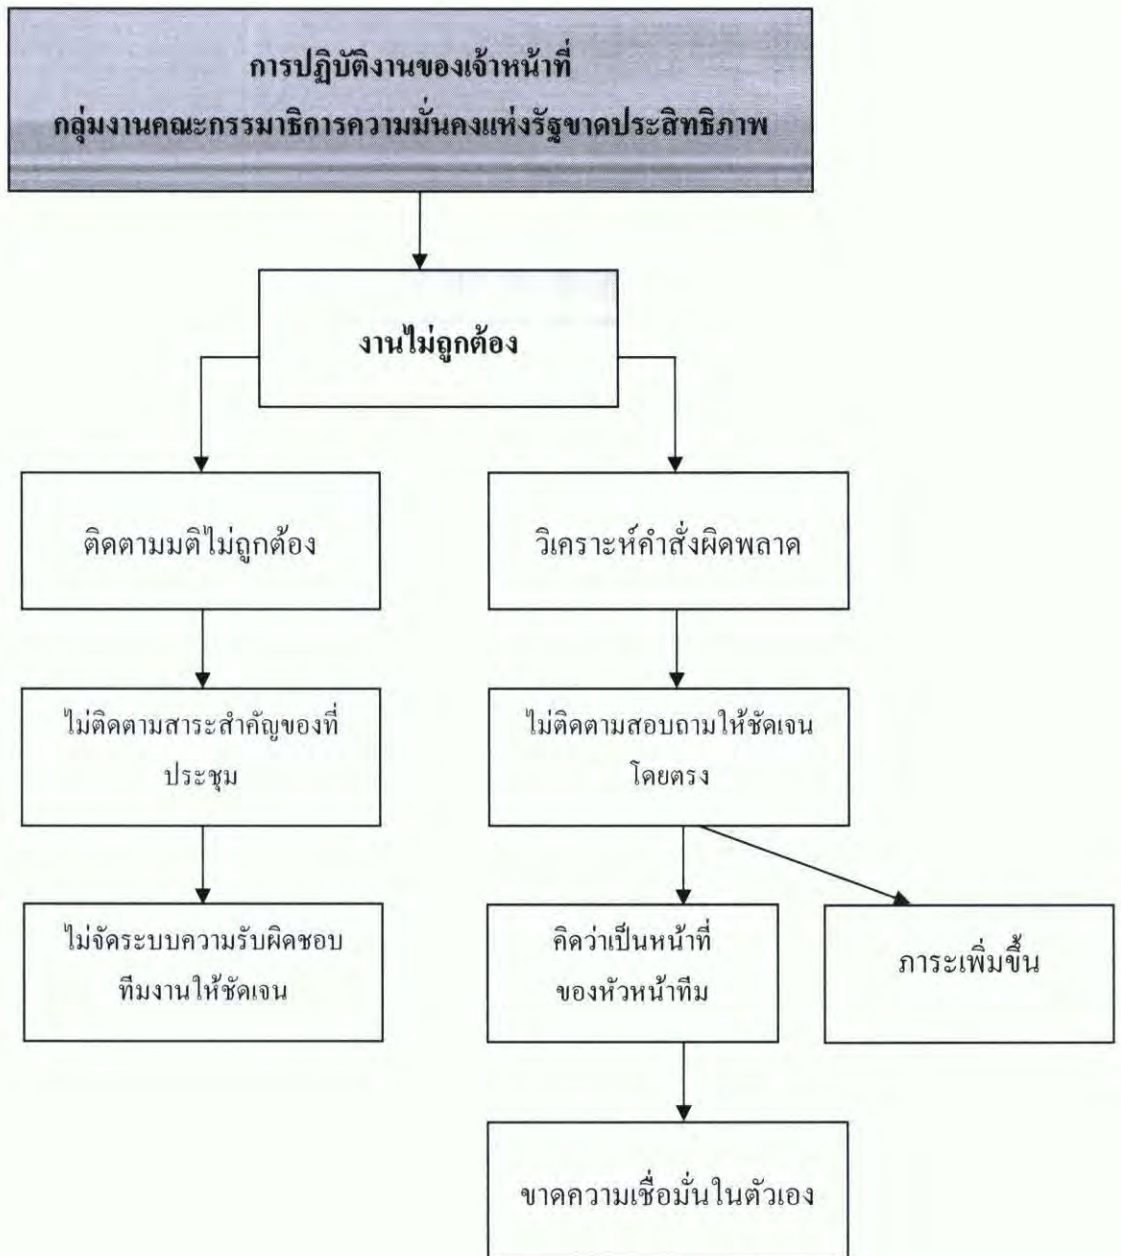 การปฏิบัติงานของเจ้าหน้าที่
กลุ่มงานคณะกรรมาธิการความมั่นคงแห่งรัฐขาดประสิทธิภาพ
งานไม่ถูกต้อง
ติดตามมติไม่ถูกต้อง
วิเคราะห์คำสั่งผิดพลาด
ไม่ติดตามสาระสำคัญของที่
ประชุม
ไม่ติดตามสอบถามให้ชัดเจน
โดยตรง
ไม่จัดระบบความรับผิดชอบ
ทีมงานให้ชัดเจน
คิดว่าเป็นหน้าที่
ของหัวหน้าทีม
ภาระเพิ่มขึ้น
ขาดความเชื่อมั่นในตัวเอง